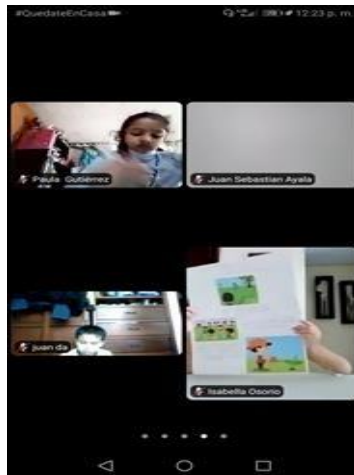 #QuedateEnCasa
12:23 p. m.
Paula Gutiérrez
Juan Sebastian Ayala
juan da
Isabella Osorio